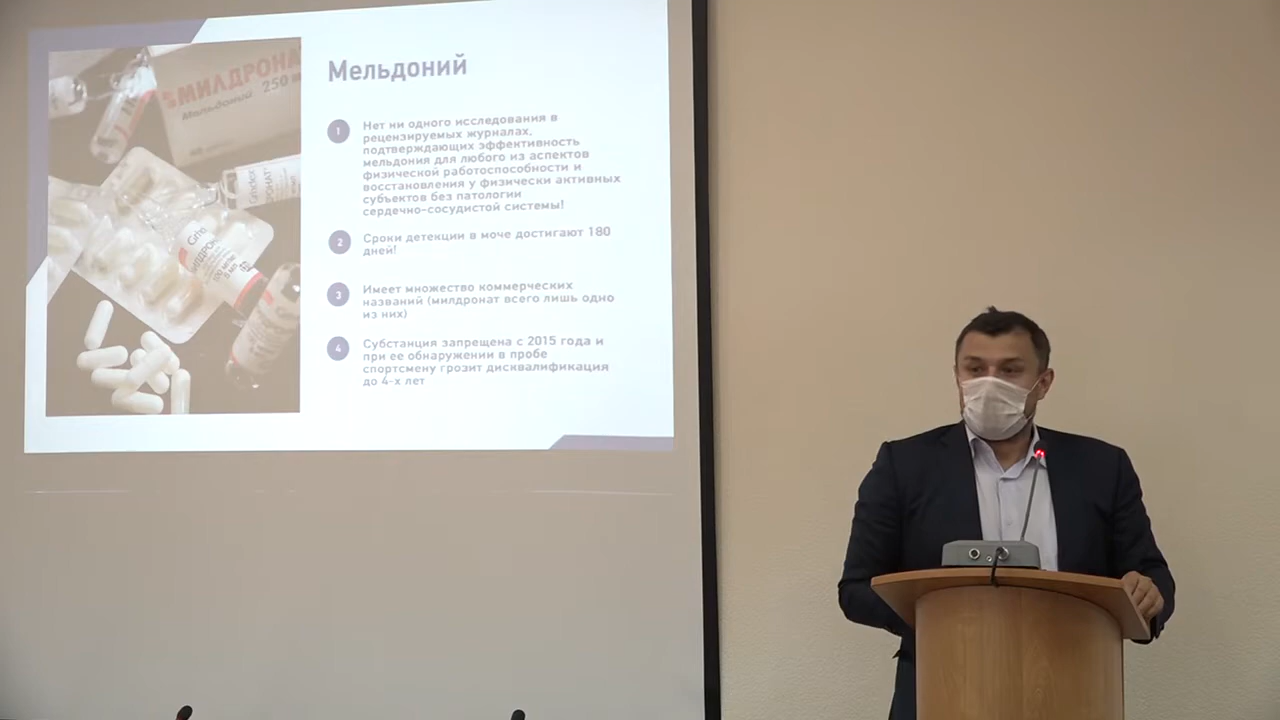 Мельдоний
1
Нет ни одного исследования в
рецензируемых журналах,
подтверждающих эффективность
мельдония для любого из аспектов
физической работоспособности и
восстановления у физически активных
субъектов без патологии
сердечно-сосудистой системы!
2
Сроки детекции в моче достигают 180
дней!
3
Имеет множество коммерческих
названий (милдронат всего лишь одно
из них)
4
Субстанция запрещена с 2015 года и
при ее обнаружении в пробе
спортсмену грозит дисквалификация
до 4-х лет
МИЛДРОНА
Мельдоний 250